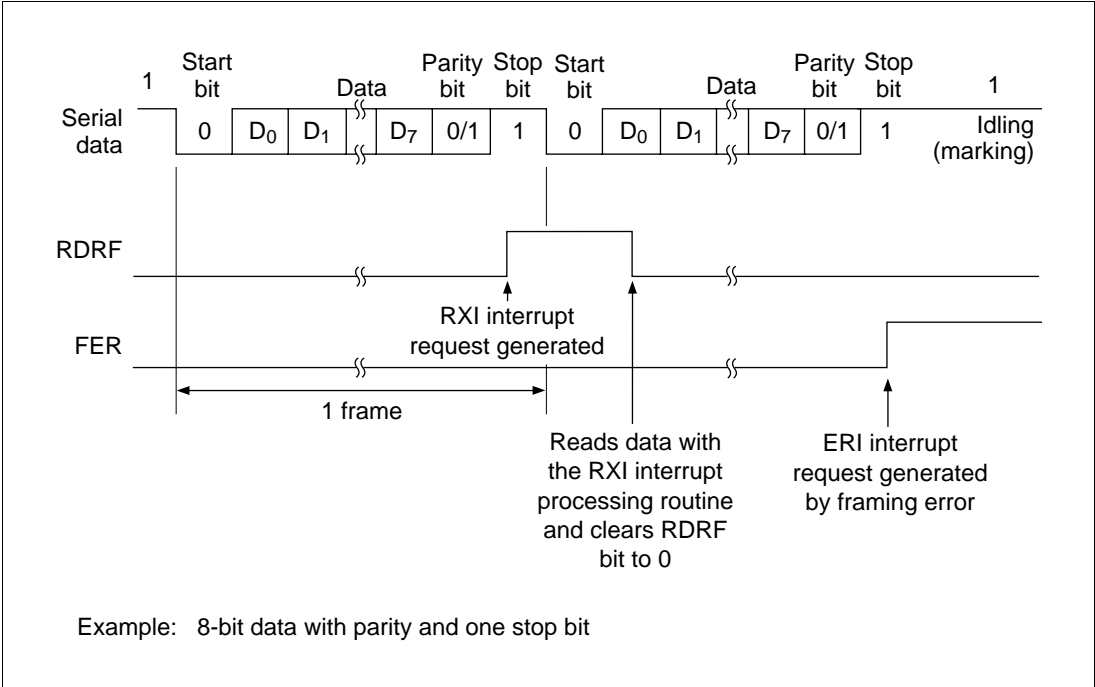 1
Start
bit
Data
Parity
bit
Stop
bit
Start
bit
Data
Parity
bit
Stop
bit
1
Serial
data
0 D0 D1 D7 0/1 1 0 D0 D1 D7 0/1 1
Idling
(marking)
RDRF
RXI interrupt
request generated
FER
1 frame
Reads data with
the RXI interrupt
processing routine
and clears RDRF
bit to 0
ERI interrupt
request generated
by framing error
Example: 8-bit data with parity and one stop bit